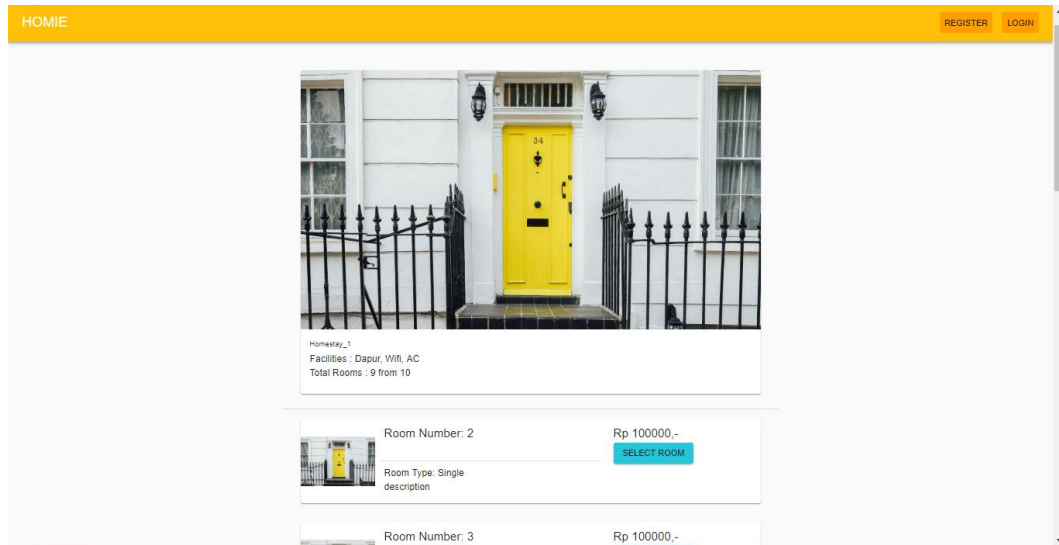 HOMIE
REGISTER LOGIN
34
Homestay_1
Facilities : Dapur, Wifi, AC
Total Rooms : 9 from 10
Room Number: 2
Rp 100000,-
SELECT ROOM
Room Type: Single
description
Room Number: 3
Rp 100000,-